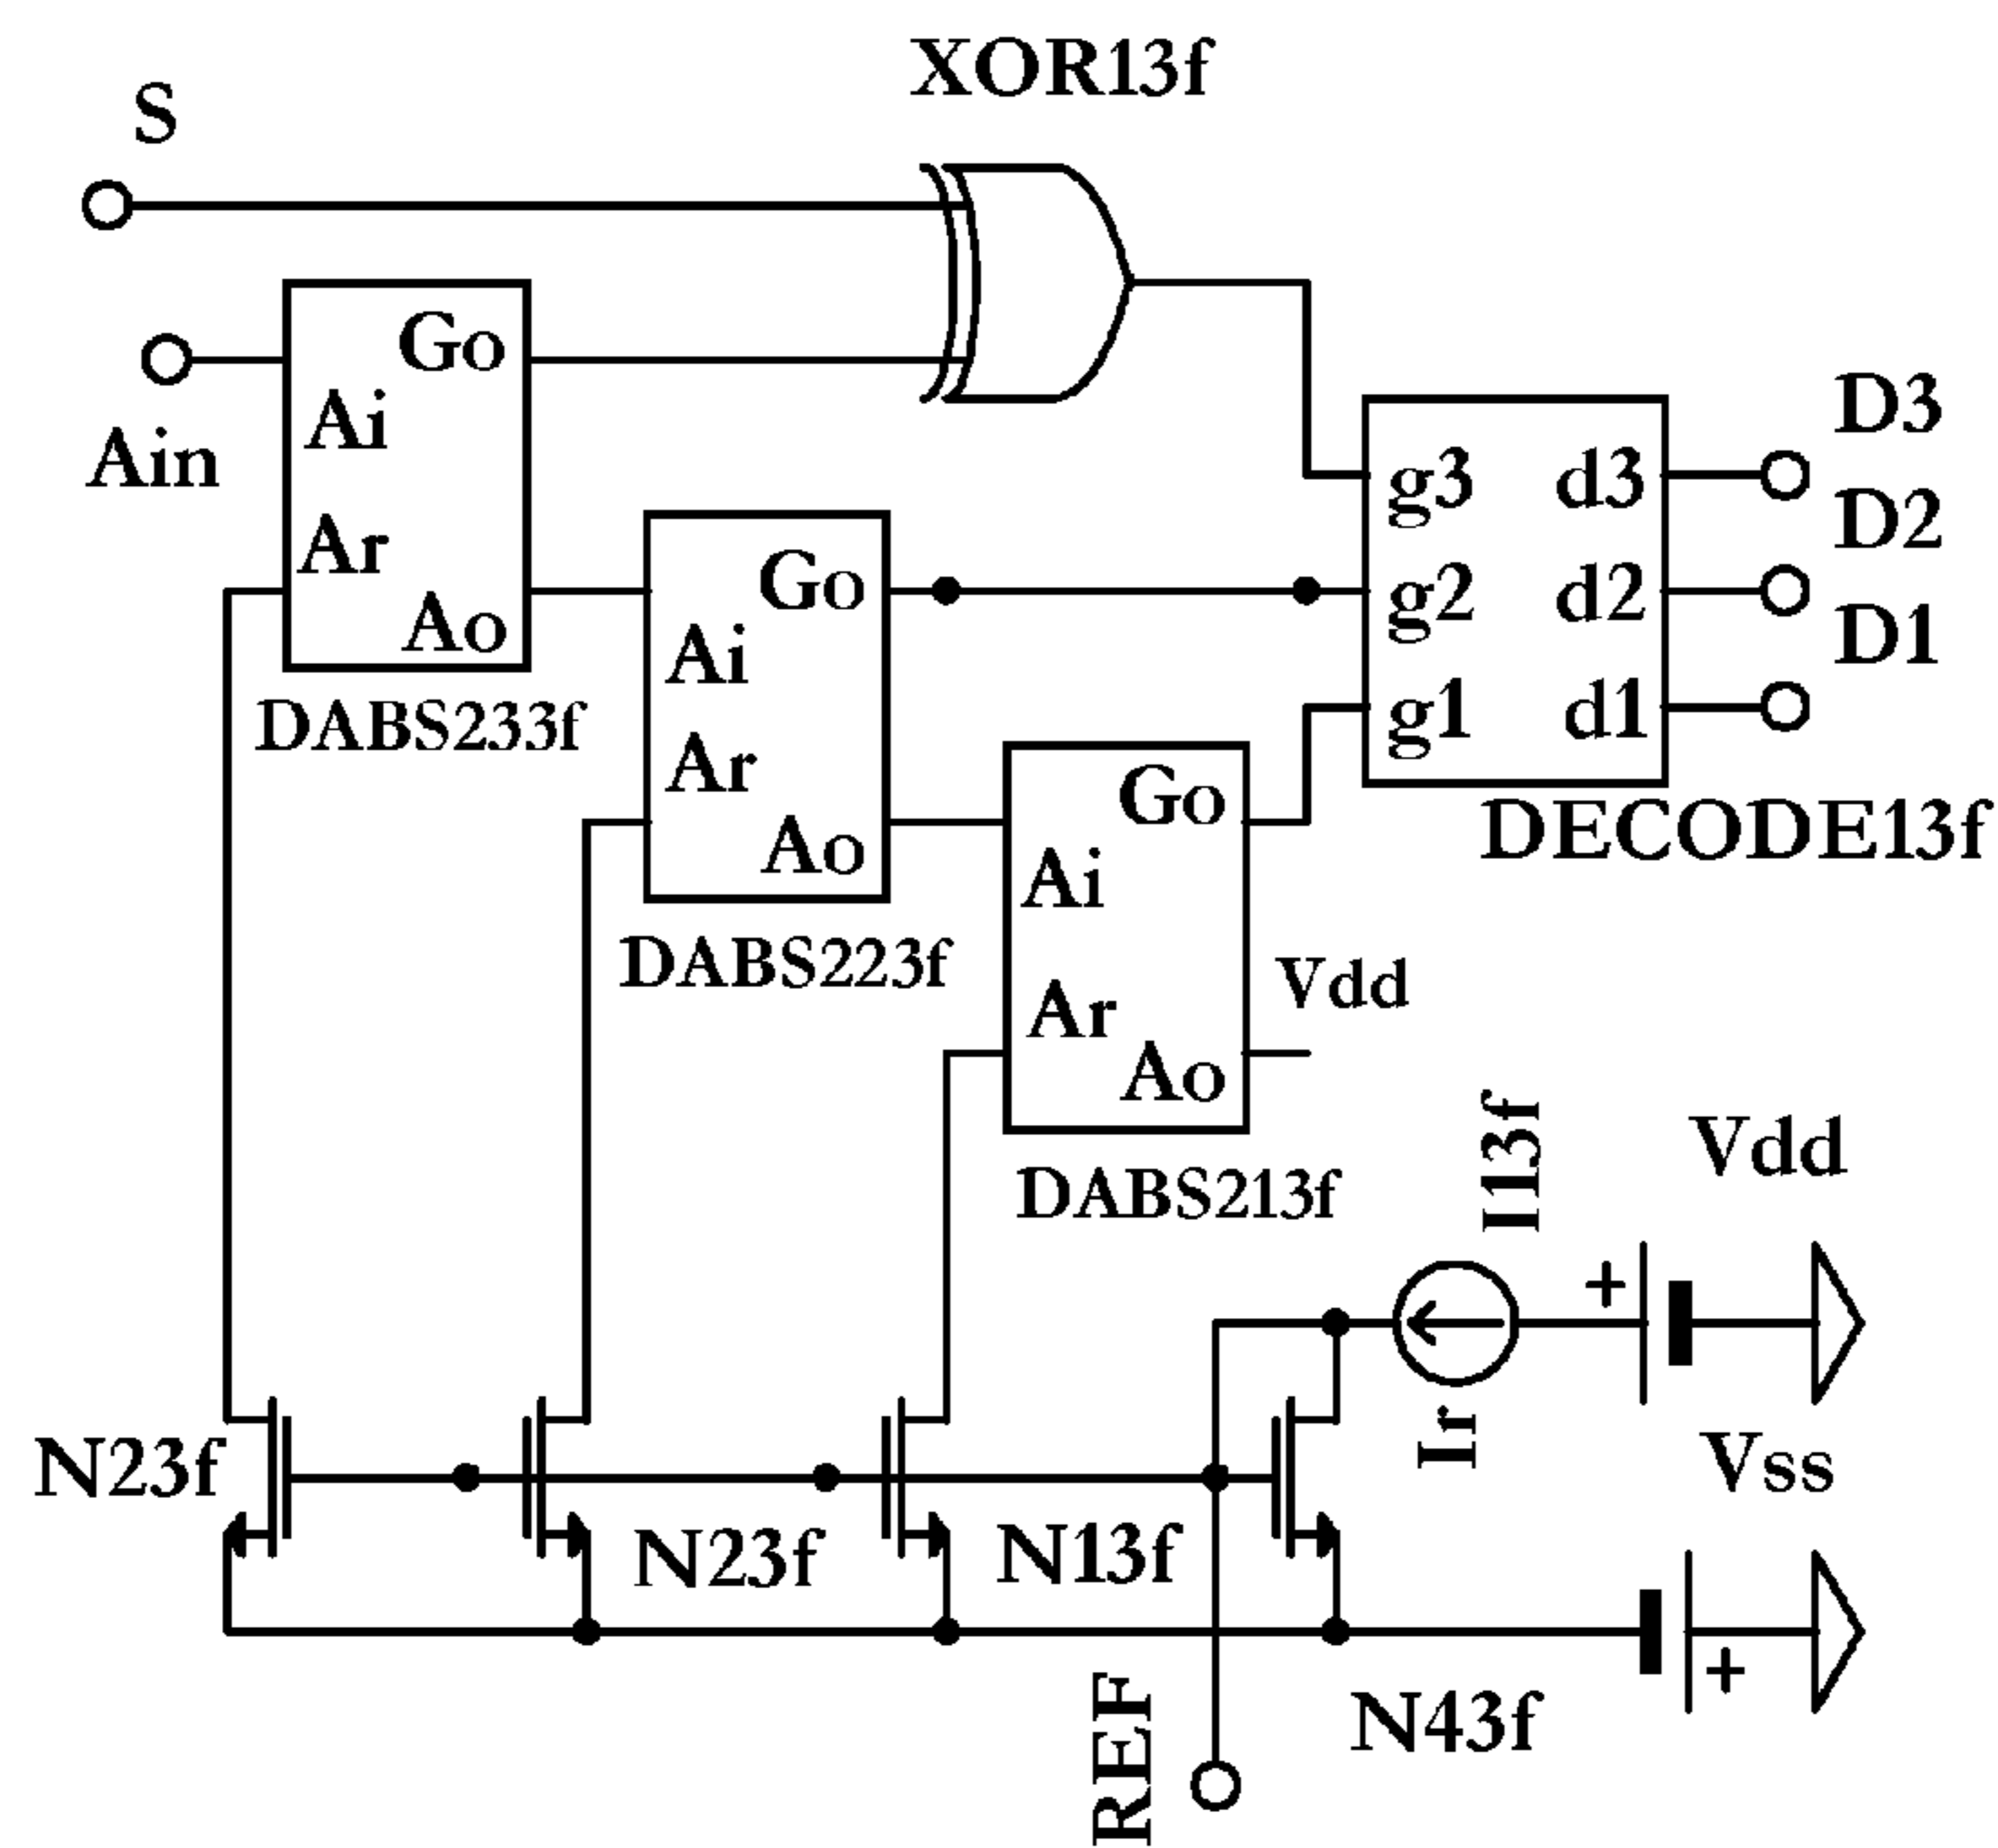 XOR13f
S
Go
Ai
Ain
Ar
Ao
DABS233f
D3
g3 d3
D2
Go
g2 d2
D1
Ai
g1 d1
Ar
Ao
DABS223f
Go
DECODE13f
Ai
Ar
Vdd
Ao
DABS213f
I13f
Vdd
Ir
Vss
N23f
N23f
N13f
+
+
REF
N43f